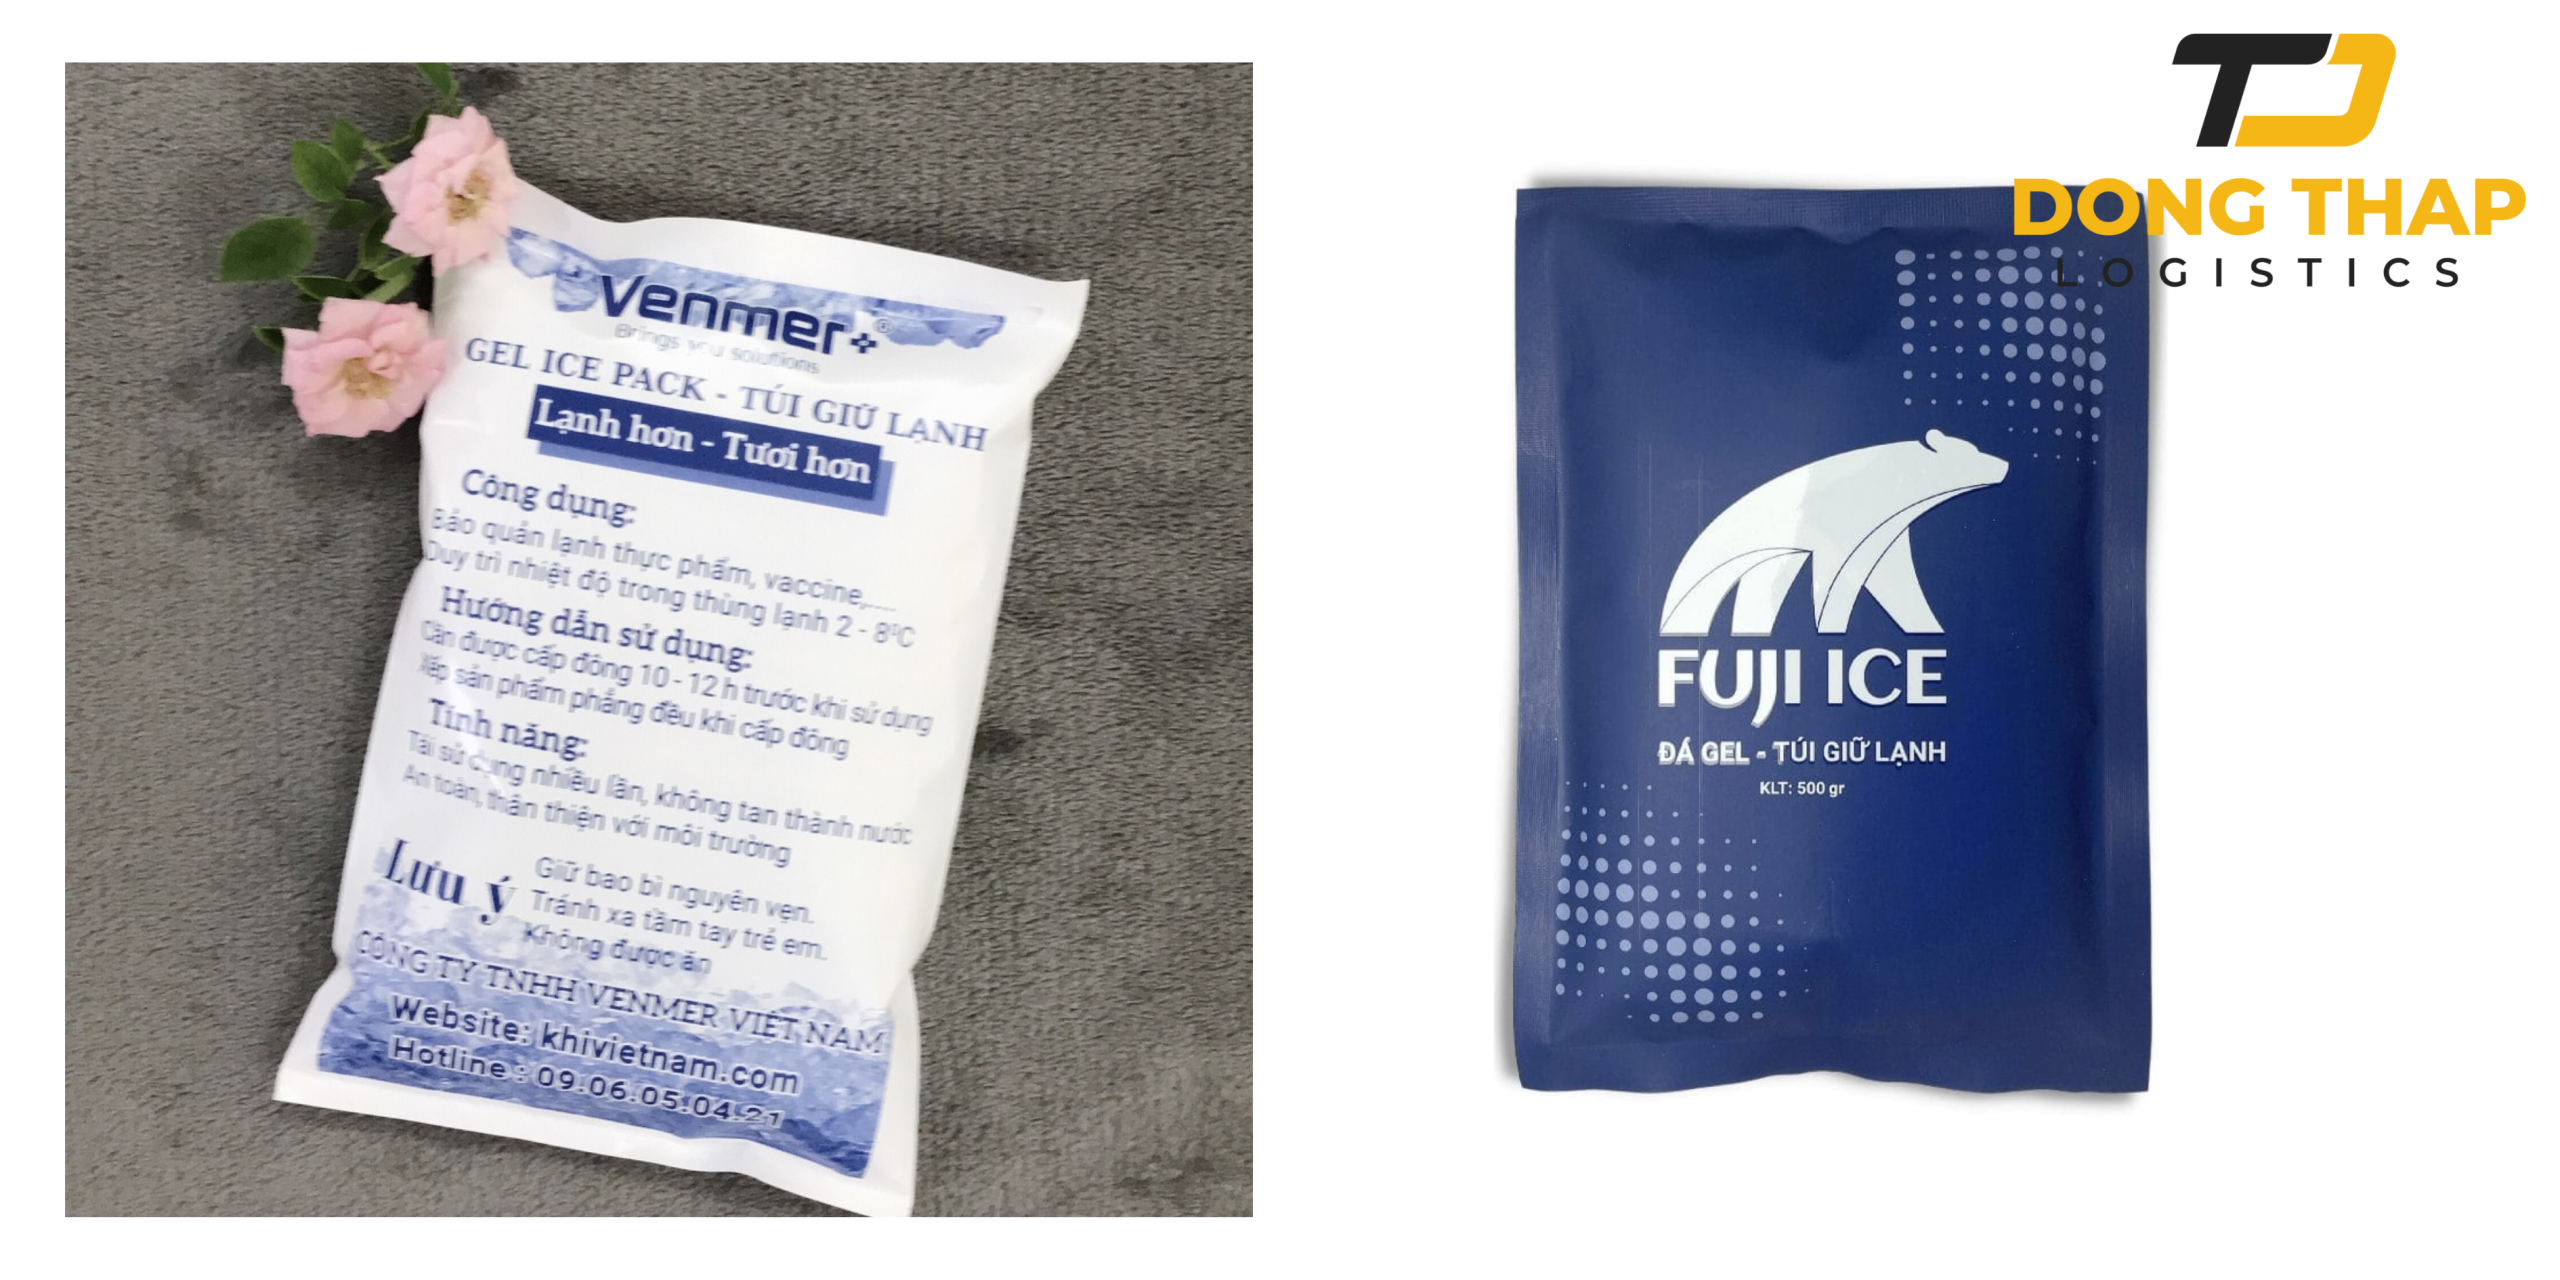 Venmer+®
Brings you solutions
GEL ICE PACK - TÚI GIỮ LẠNH
Lạnh hơn - Tươi hơn
Công dụng:
Bảo quản lạnh thực phẩm, vaccine,....
Duy trì nhiệt độ trong thùng lạnh 2 - 8⁰C
Hướng dẫn sử dụng:
Cần được cấp đông 10 - 12 h trước khi sử dụng
Xếp sản phẩm phẳng đều khi cấp đông
Tính năng:
Tái sử dụng nhiều lần, không tan thành nước
An toàn, thân thiện với môi trường
Lưu ý
Giữ bao bì nguyên vẹn.
Tránh xa tầm tay trẻ em.
Không được ăn
CÔNG TY TNHH VENMER VIỆT NAM
Website: khivietnam.com
Hotline : 09.06.05.04.21
FUJI ICE
ĐÁ GEL - TÚI GIỮ LẠNH
KLT: 500 gr
DONG THAP
LOGISTICS